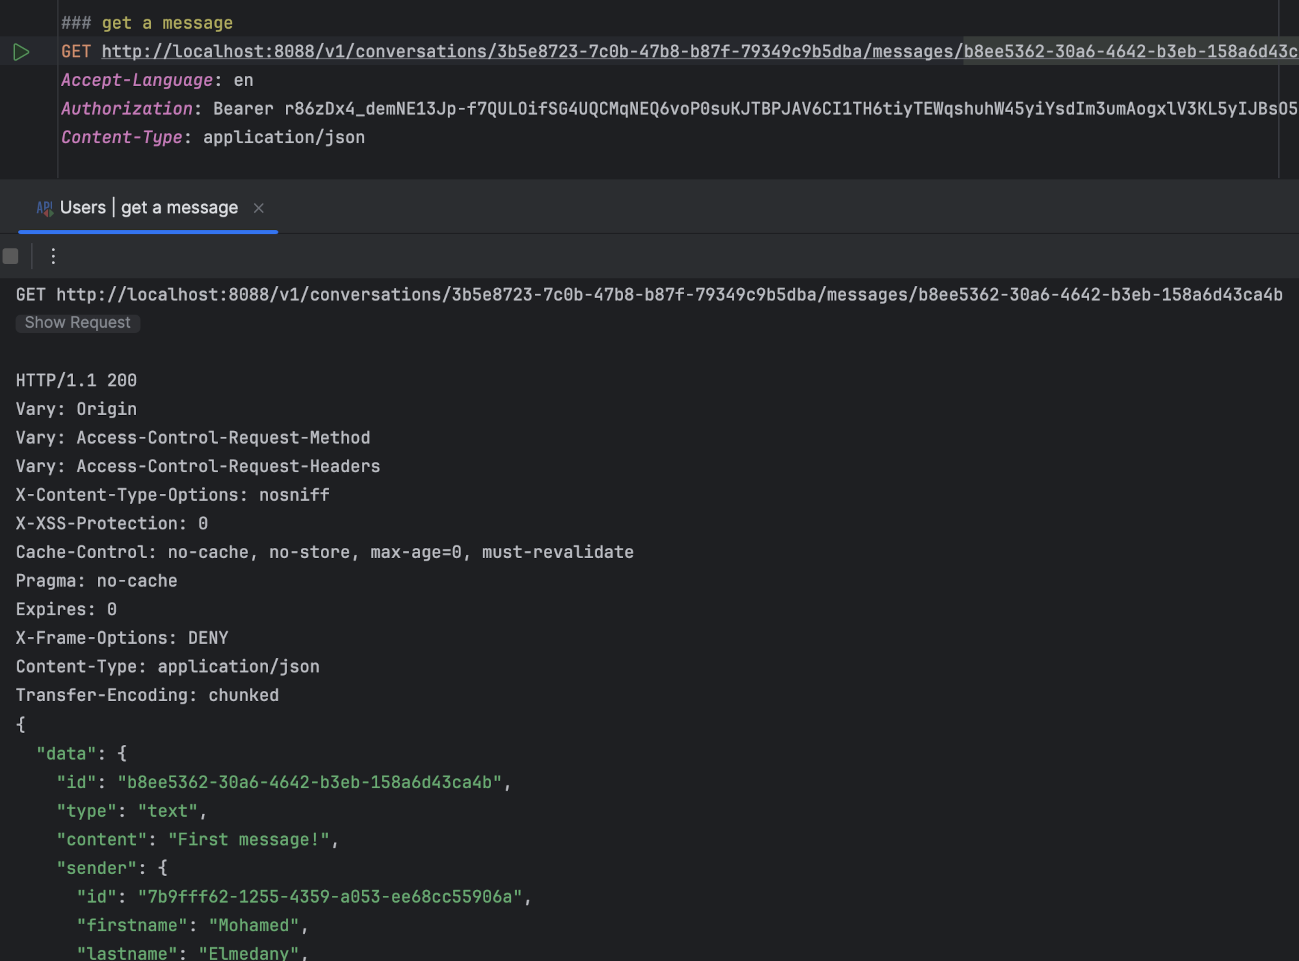 ### get a message
GET http://localhost:8088/v1/conversations/3b5e8723-7c0b-47b8-b87f-79349c9b5dba/messages/b8ee5362-30a6-4642-b3eb-158a6d43c
Accept-Language: en
Authorization: Bearer r86zDx4_demNE13Jp-f7QULOifSG4UQCMqNEQ6voP0suKJTBPJAV6CI1TH6tiyTEWqshuhW45yiYsdIm3umAogxlV3KL5yIJBsO5
Content-Type: application/json
API Users | get a message
GET http://localhost:8088/v1/conversations/3b5e8723-7c0b-47b8-b87f-79349c9b5dba/messages/b8ee5362-30a6-4642-b3eb-158a6d43ca4b
Show Request
HTTP/1.1 200
Vary: Origin
Vary: Access-Control-Request-Method
Vary: Access-Control-Request-Headers
X-Content-Type-Options: nosniff
X-XSS-Protection: 0
Cache-Control: no-cache, no-store, max-age=0, must-revalidate
Pragma: no-cache
Expires: 0
X-Frame-Options: DENY
Content-Type: application/json
Transfer-Encoding: chunked
{
"data": {
"id": "b8ee5362-30a6-4642-b3eb-158a6d43ca4b",
"type": "text",
"content": "First message!",
"sender": {
"id": "7b9fff62-1255-4359-a053-ee68cc55906a",
"firstname": "Mohamed",
"lastname": "Elmedany",